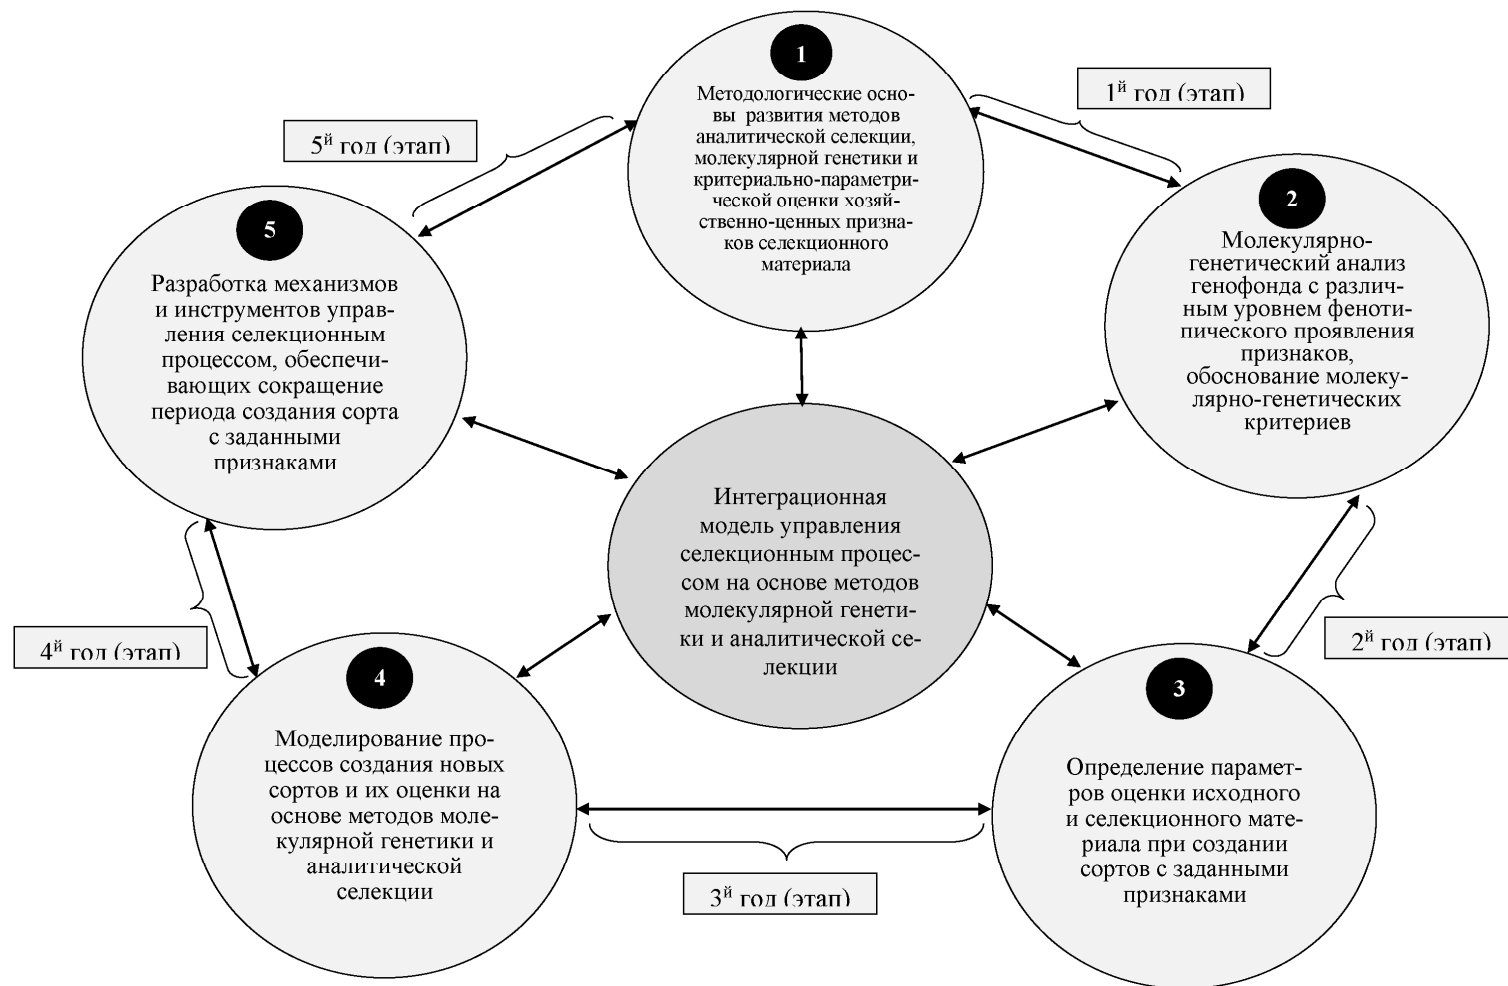 1
Методологические осно-
вы развития методов
аналитической селекции,
молекулярной генетики и
критериально-параметри-
ческой оценки хозяй-
ственно-ценных призна-
ков селекционного
материала
1й год (этап)
2
Молекулярно-
генетический анализ
генофонда с различ-
ным уровнем феноти-
пического проявления
признаков,
обоснование молеку-
лярно-генетических
критериев
2й год (этап)
3
Определение парамет-
ров оценки исходного
и селекционного мате-
риала при создании
сортов с заданными
признаками
3й год (этап)
4
Моделирование про-
цессов создания новых
сортов и их оценки на
основе методов моле-
кулярной генетики и
аналитической
селекции
4й год (этап)
5
Разработка механизмов
и инструментов управ-
ления селекционным
процессом, обеспечи-
вающих сокращение
периода создания сорта
с заданными
признаками
5й год (этап)
Интеграционная
модель управления
селекционным процес-
сом на основе методов
молекулярной генети-
ки и аналитической се-
лекции